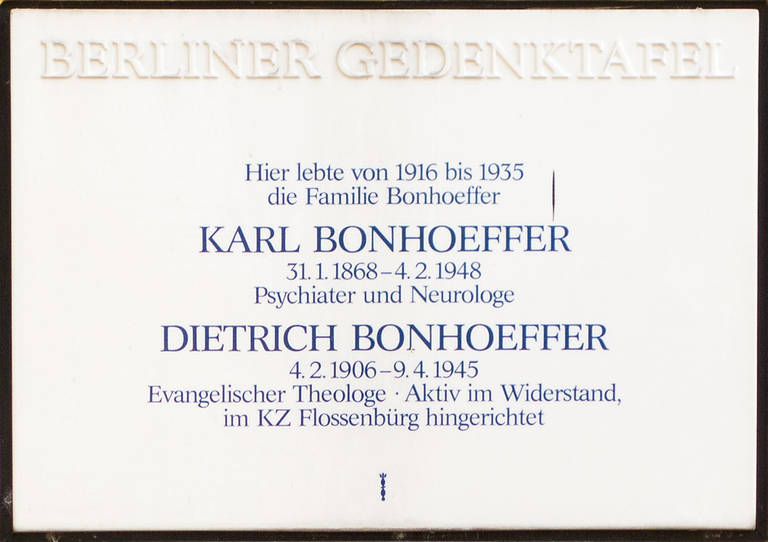 BERLINER GEDENKTAFEL
Hier lebte von 1916 bis 1935
die Familie Bonhoeffer
KARL BONHOEFFER
31. 1. 1868 – 4. 2. 1948
Psychiater und Neurologe
DIETRICH BONHOEFFER
4. 2. 1906 – 9. 4. 1945
Evangelischer Theologe · Aktiv im Widerstand,
im KZ Flossenbürg hingerichtet